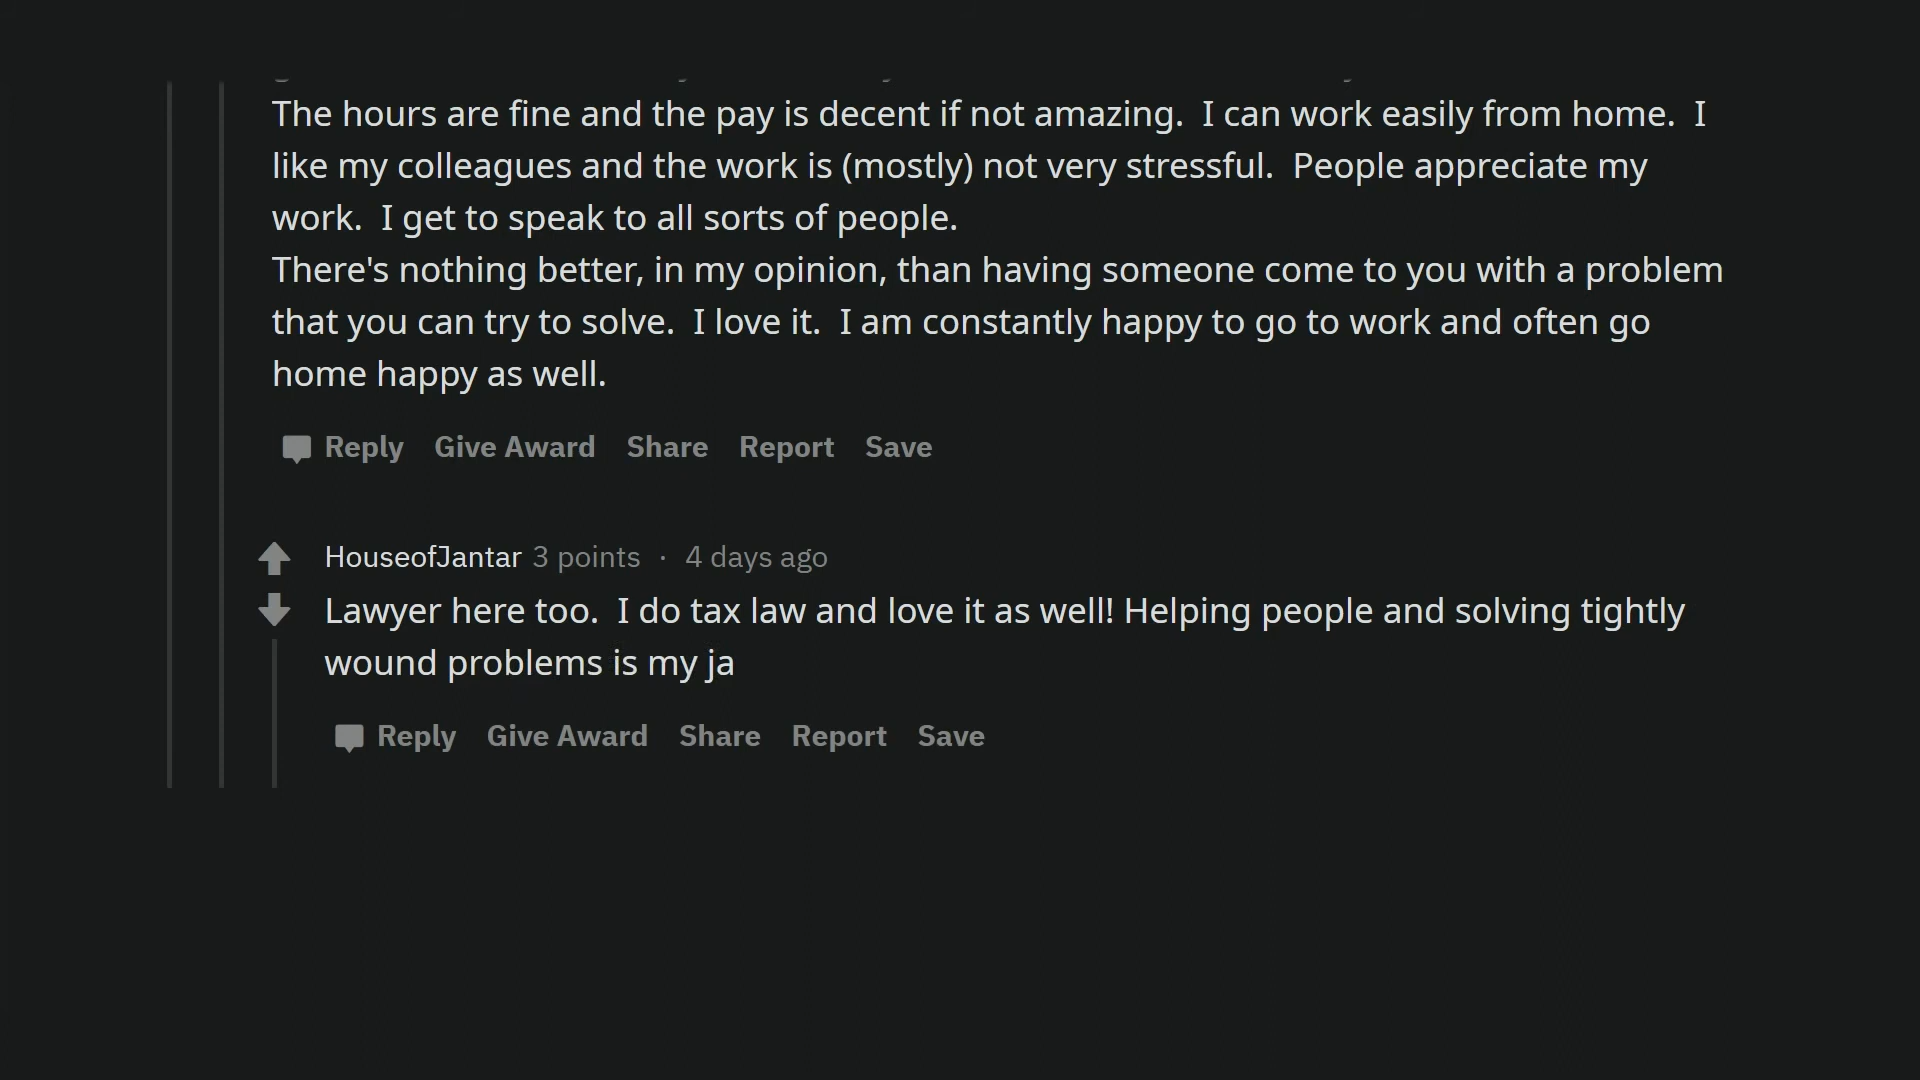 The hours are fine and the pay is decent if not amazing.  I can work easily from home.  I
like my colleagues and the work is (mostly) not very stressful.  People appreciate my
work.  I get to speak to all sorts of people.
There's nothing better, in my opinion, than having someone come to you with a problem
that you can try to solve.  I love it.  I am constantly happy to go to work and often go
home happy as well.
Reply Give Award Share Report Save
HouseofJantar 3 points · 4 days ago
Lawyer here too.  I do tax law and love it as well! Helping people and solving tightly
wound problems is my ja
Reply Give Award Share Report Save